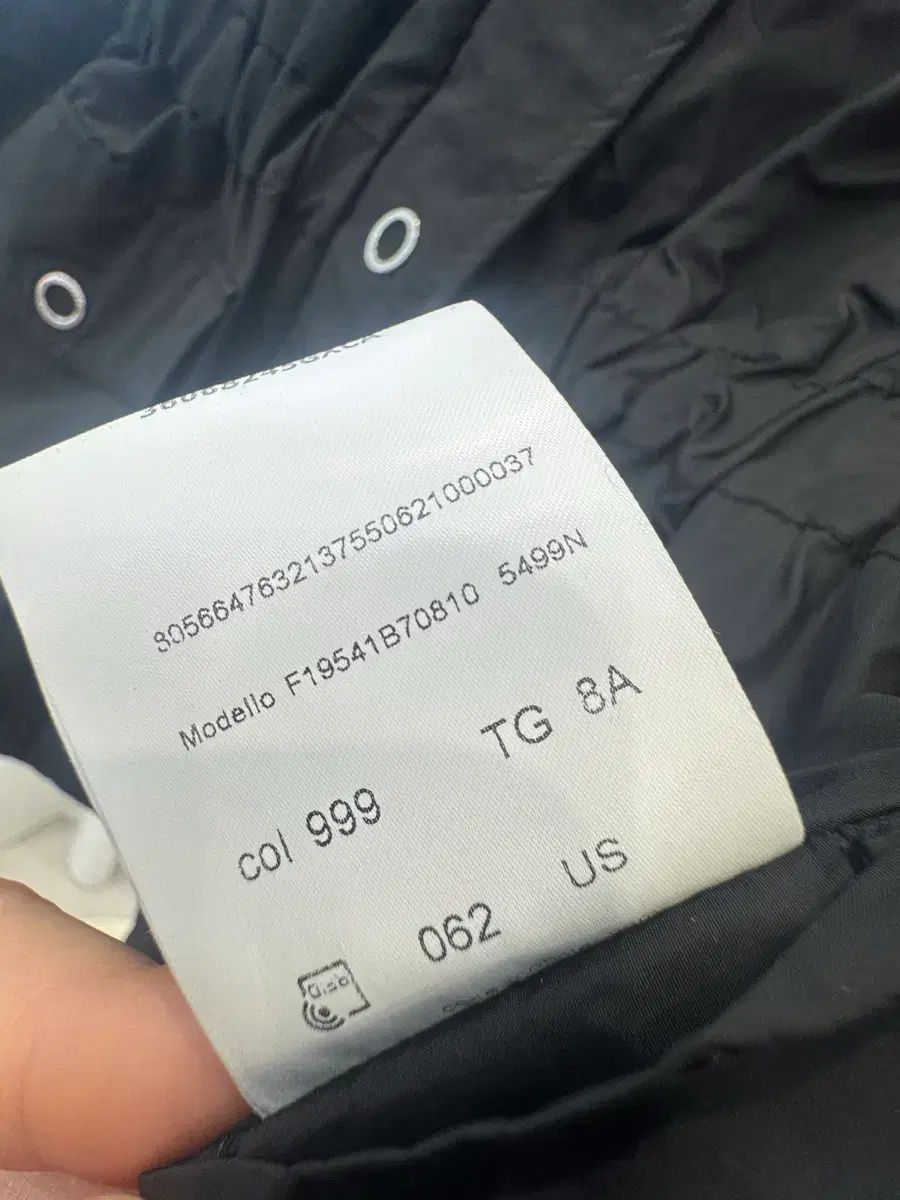 8056647632137550621000037
Modello F19541B70810 5499N
TG 8A
col 999
062 US